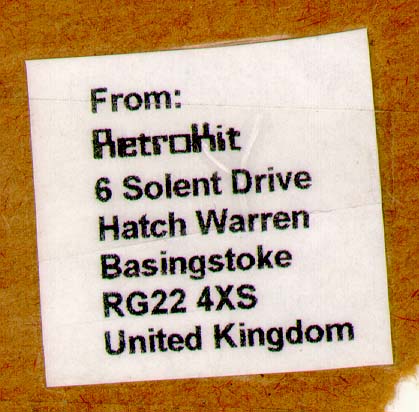 From:
RetroKit
6 Solent Drive
Hatch Warren
Basingstoke
RG22 4XS
United Kingdom